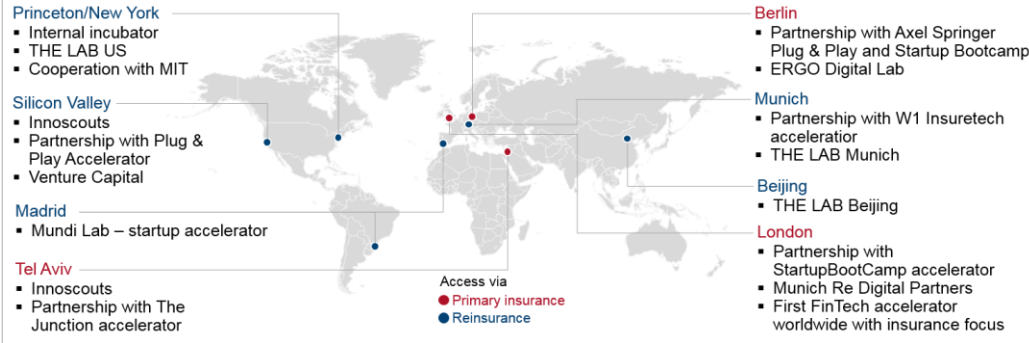 Princeton/New York
▪ Internal incubator
▪ THE LAB US
▪ Cooperation with MIT
Silicon Valley
▪ Innoscouts
▪ Partnership with Plug &
Play Accelerator
▪ Venture Capital
Madrid
▪ Mundi Lab – startup accelerator
Tel Aviv
▪ Innoscouts
▪ Partnership with The
Junction accelerator
Access via
Primary insurance
Reinsurance
Berlin
▪ Partnership with Axel Springer
Plug & Play and Startup Bootcamp
▪ ERGO Digital Lab
Munich
▪ Partnership with W1 Insuretech
acceleratior
▪ THE LAB Munich
Beijing
▪ THE LAB Beijing
London
▪ Partnership with
StartupBootCamp accelerator
▪ Munich Re Digital Partners
▪ First FinTech accelerator
worldwide with insurance focus